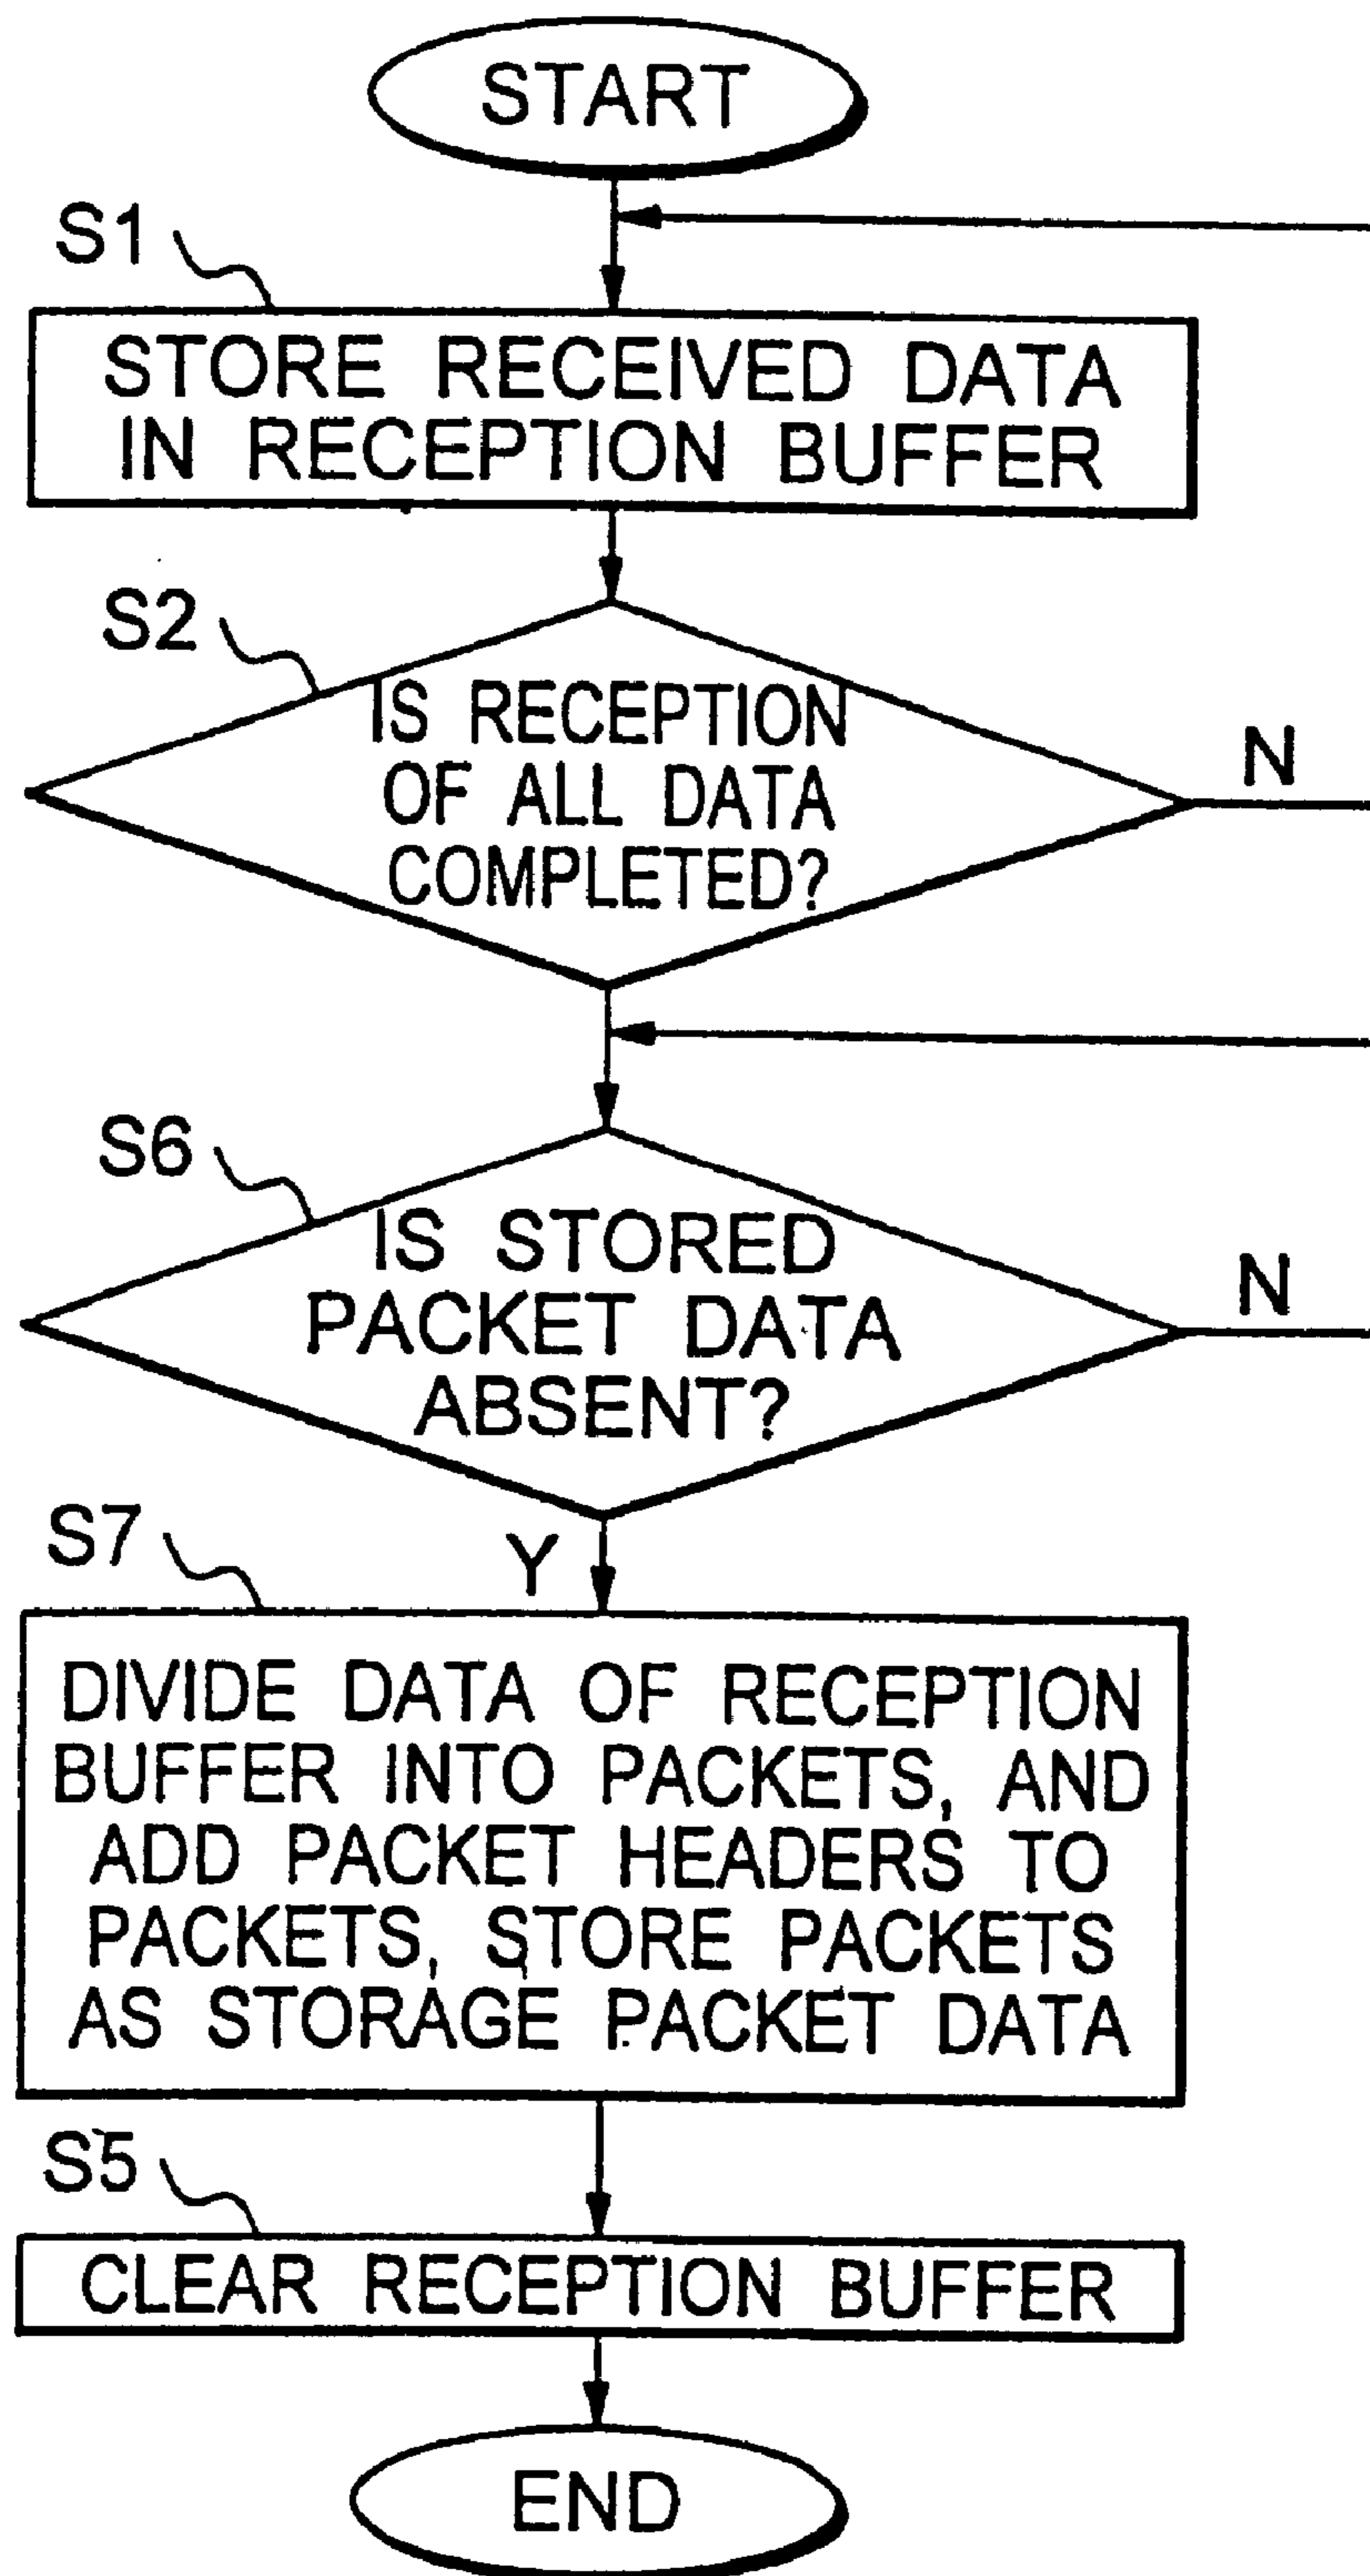 START
S1
STORE RECEIVED DATA
IN RECEPTION BUFFER
S2
IS RECEPTION
OF ALL DATA
COMPLETED?
N
S6
IS STORED
PACKET DATA
ABSENT?
N
Y
S7
DIVIDE DATA OF RECEPTION
BUFFER INTO PACKETS, AND
ADD PACKET HEADERS TO
PACKETS, STORE PACKETS
AS STORAGE PACKET DATA
S5
CLEAR RECEPTION BUFFER
END